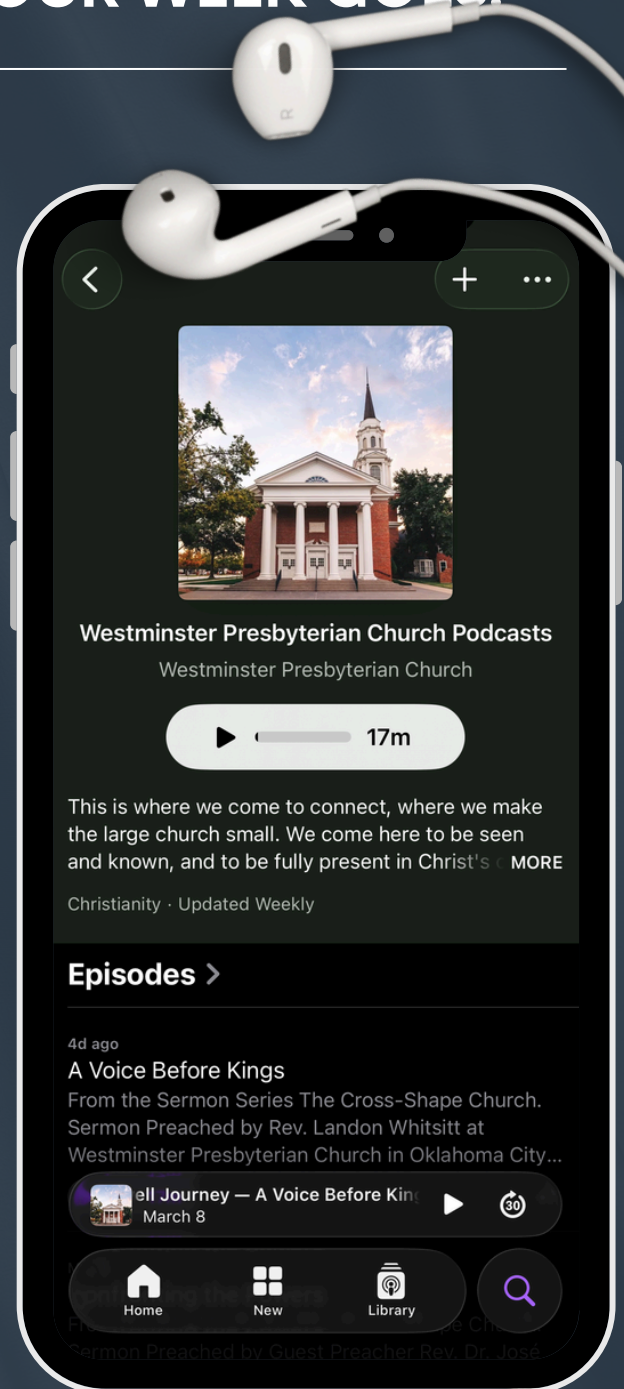 OUR WEEK GOES.
R
Westminster Presbyterian Church Podcasts
Westminster Presbyterian Church
17m
This is where we come to connect, where we make
the large church small. We come here to be seen
and known, and to be fully present in Christ's MORE
Christianity · Updated Weekly
Episodes
4d ago
A Voice Before Kings
From the Sermon Series The Cross-Shape Church.
Sermon Preached by Rev. Landon Whitsitt at
Westminster Presbyterian Church in Oklahoma City...
ell Journey — A Voice Before Kin
March 8
30
Home New Library
Sermon Preached by Guest Preacher Rev. Dr. José